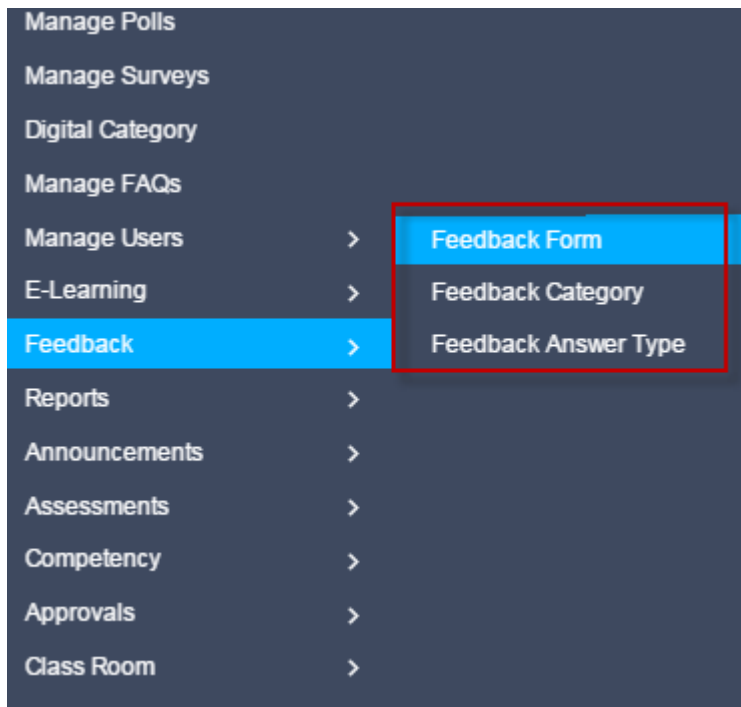 Manage Polls
Manage Surveys
Digital Category
Manage FAQs
Manage Users
E-Learning
Feedback
Reports
Announcements
Assessments
Competency
Approvals
Class Room
Feedback Form
Feedback Category
Feedback Answer Type